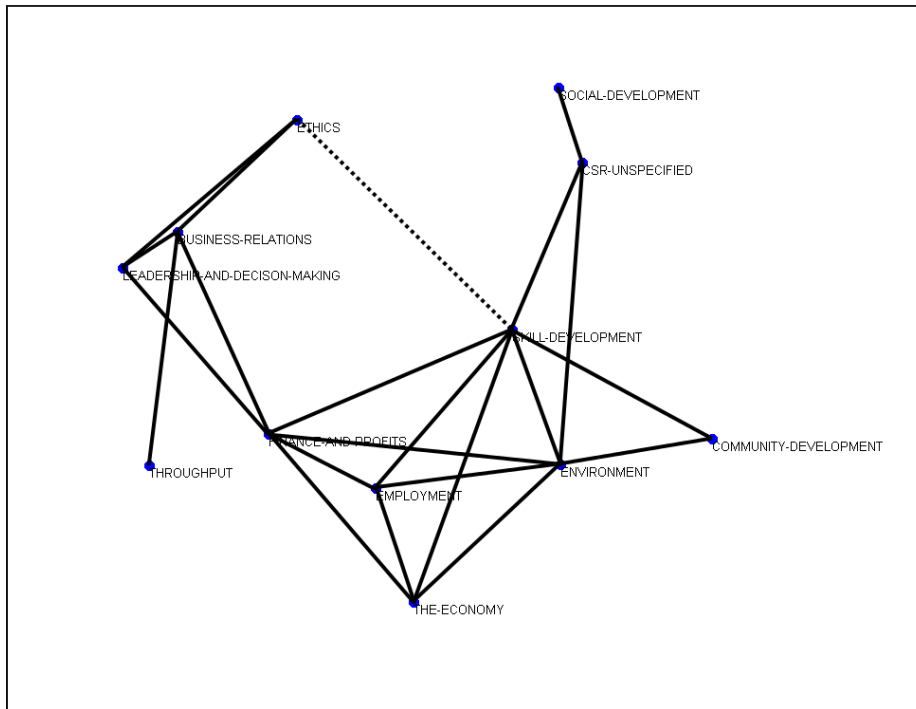 SOCIAL-DEVELOPMENT
ETHICS
CSR-UNSPECIFIED
BUSINESS-RELATIONS
LEADERSHIP-AND-DECISON-MAKING
SKILL-DEVELOPMENT
FINANCE-AND-PROFITS
COMMUNITY-DEVELOPMENT
THROUGHPUT
ENVIRONMENT
EMPLOYMENT
THE-ECONOMY